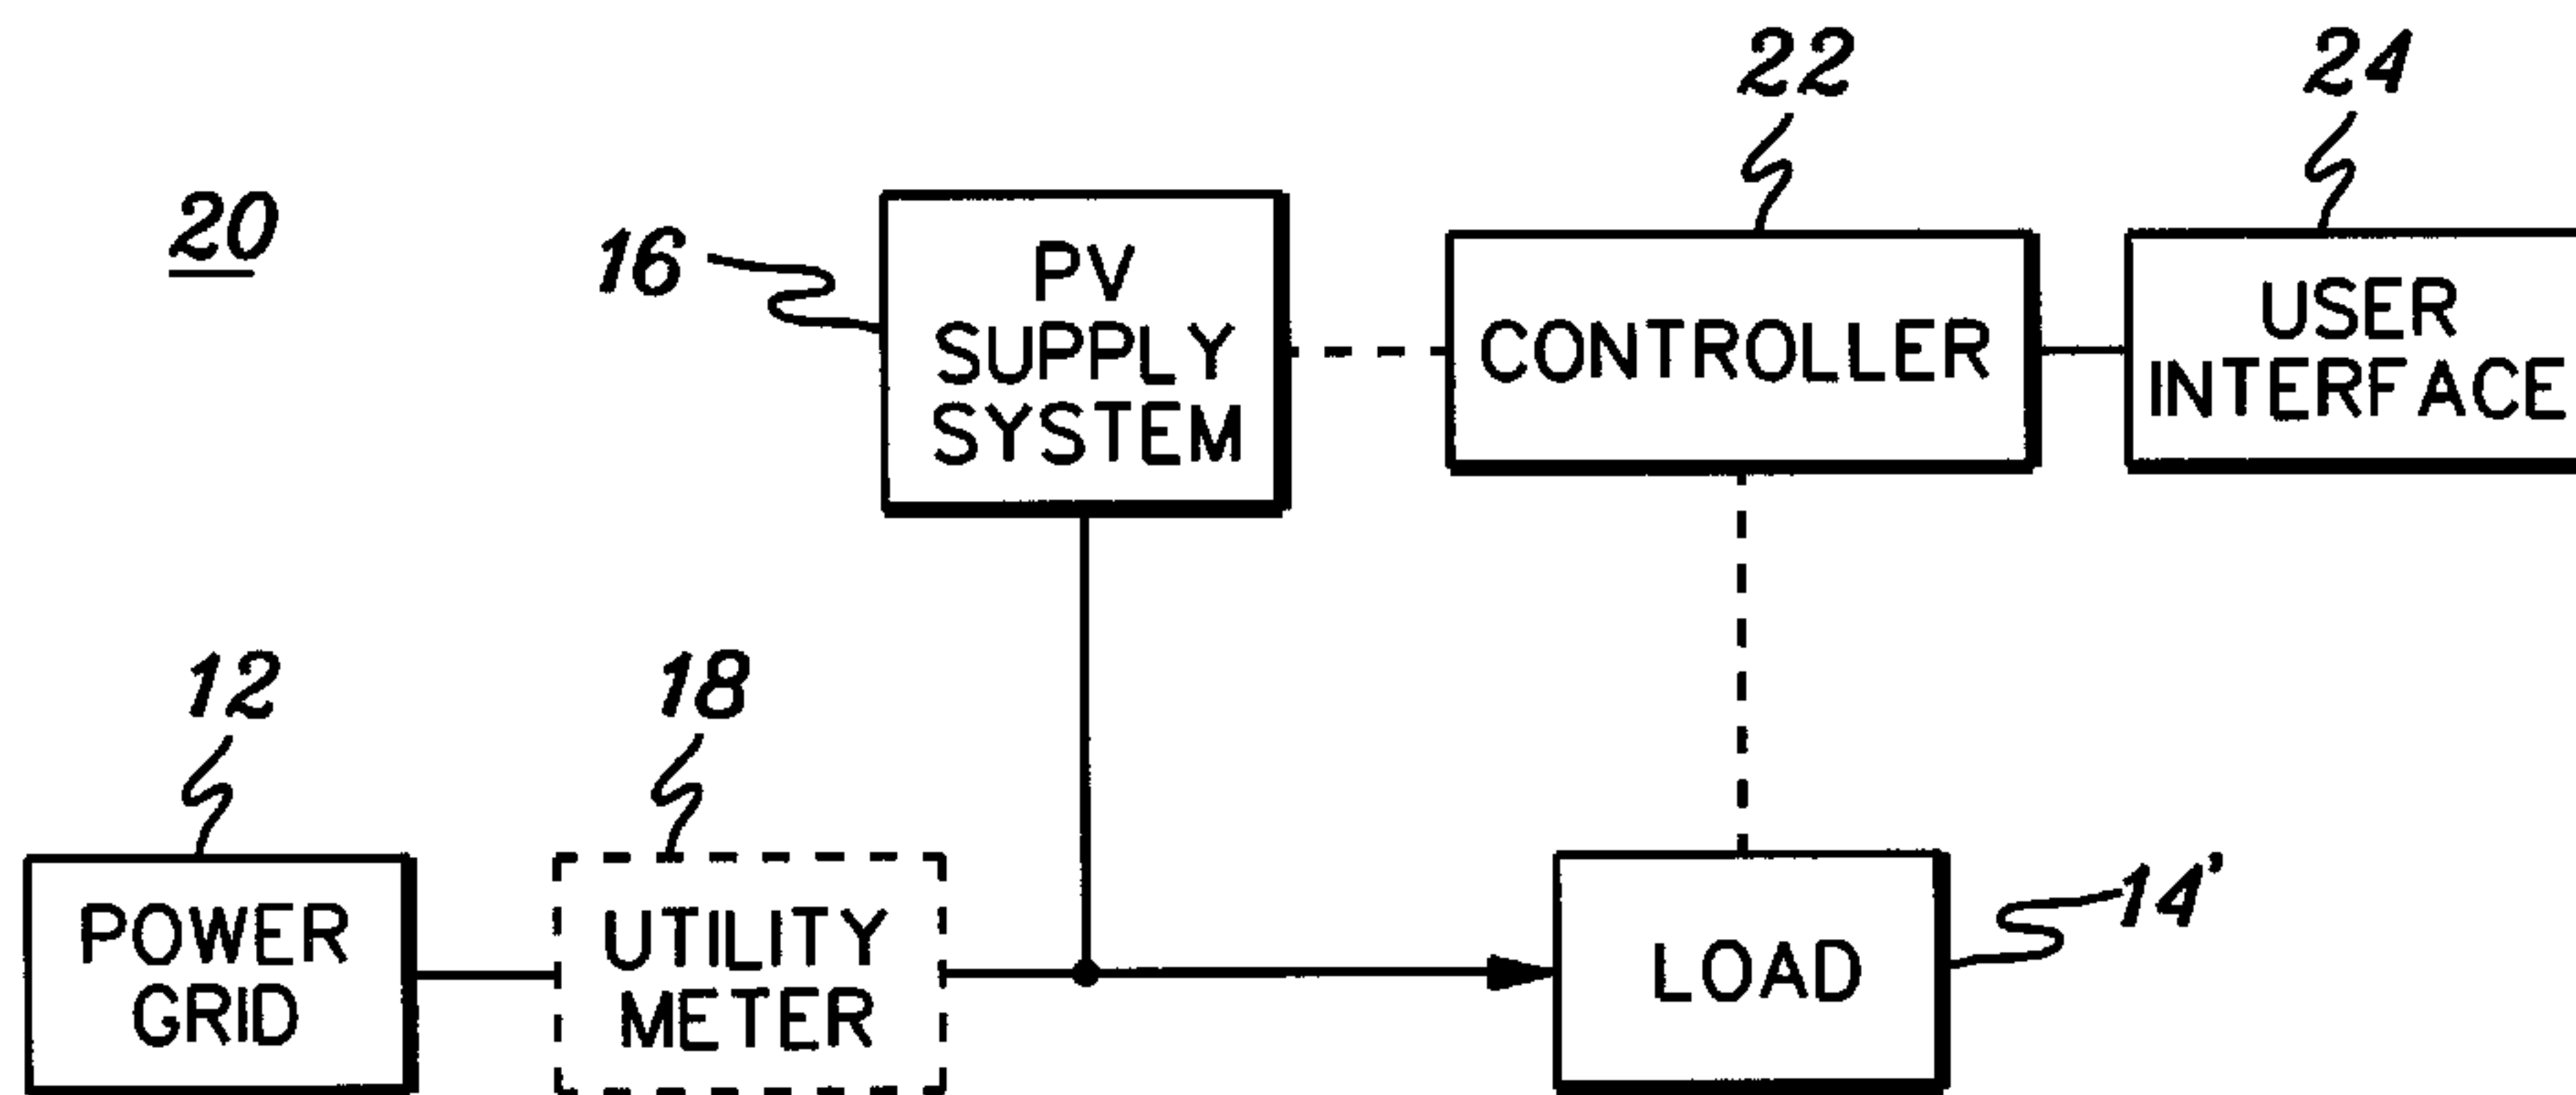 22
24
20
16
PV
SUPPLY
SYSTEM
CONTROLLER
USER
INTERFACE
12
18
POWER
GRID
UTILITY
METER
LOAD
14'